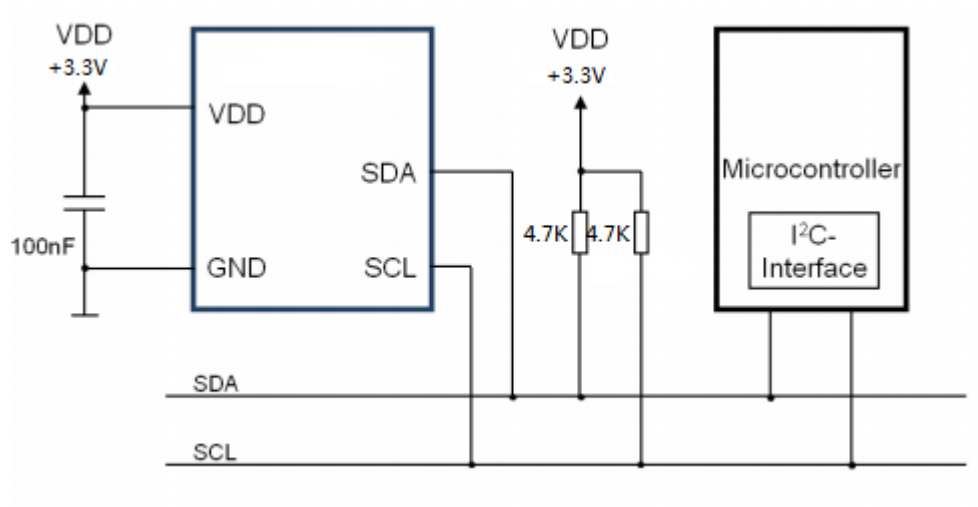 VDD
+3.3V
VDD
SDA
100nF
GND
SCL
VDD
+3.3V
4.7K
4.7K
Microcontroller
I²C-
Interface
SDA
SCL